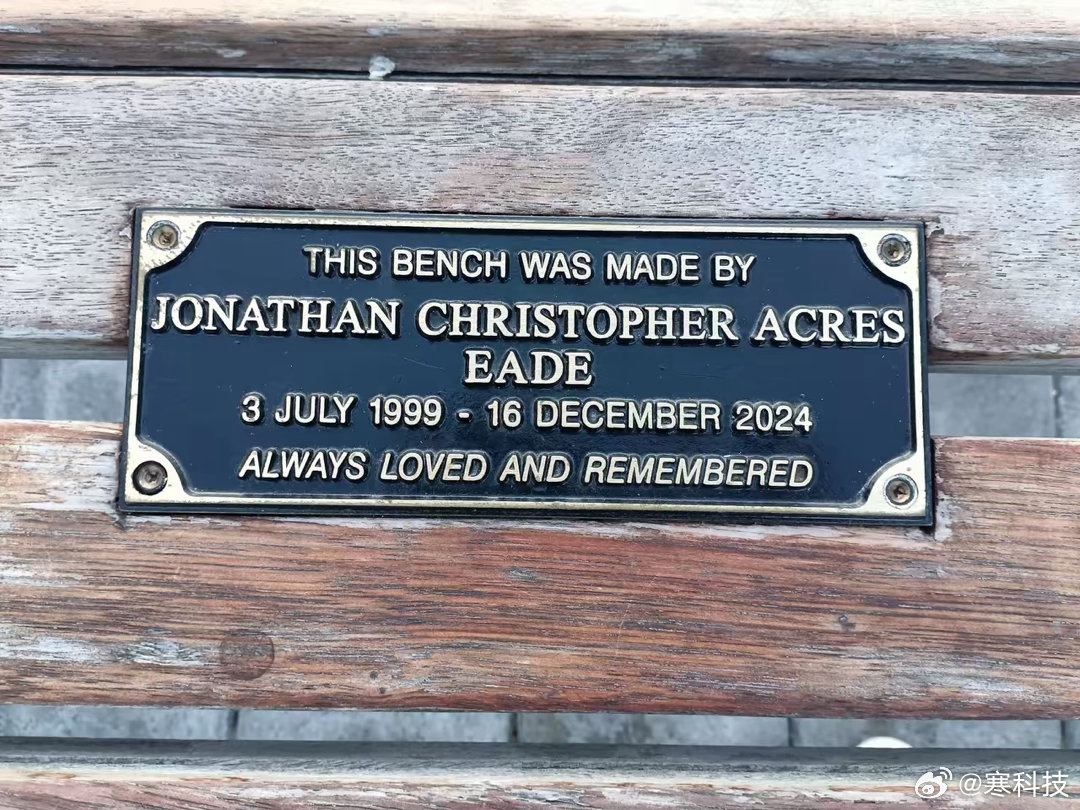 THIS BENCH WAS MADE BY
JONATHAN CHRISTOPHER ACRES
EADE
3 JULY 1999 - 16 DECEMBER 2024
ALWAYS LOVED AND REMEMBERED
@寒科技